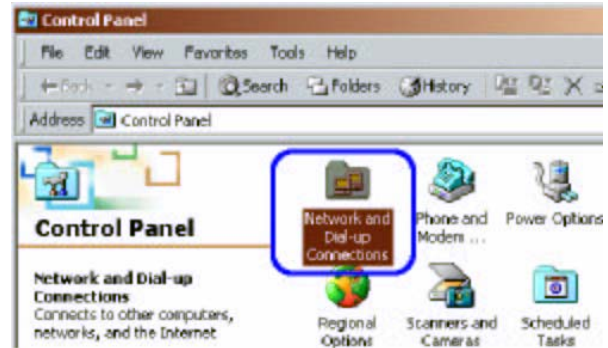 Control Panel
File Edit View Favorites Tools Help
Back Search Folders History
Address Control Panel
Control Panel
Network and Dial-up Connections
Connects to other computers, networks, and the Internet
Network and Dial-up Connections
Phone and Modem ...
Power Options
Regional Options
Scanners and Cameras
Scheduled Tasks